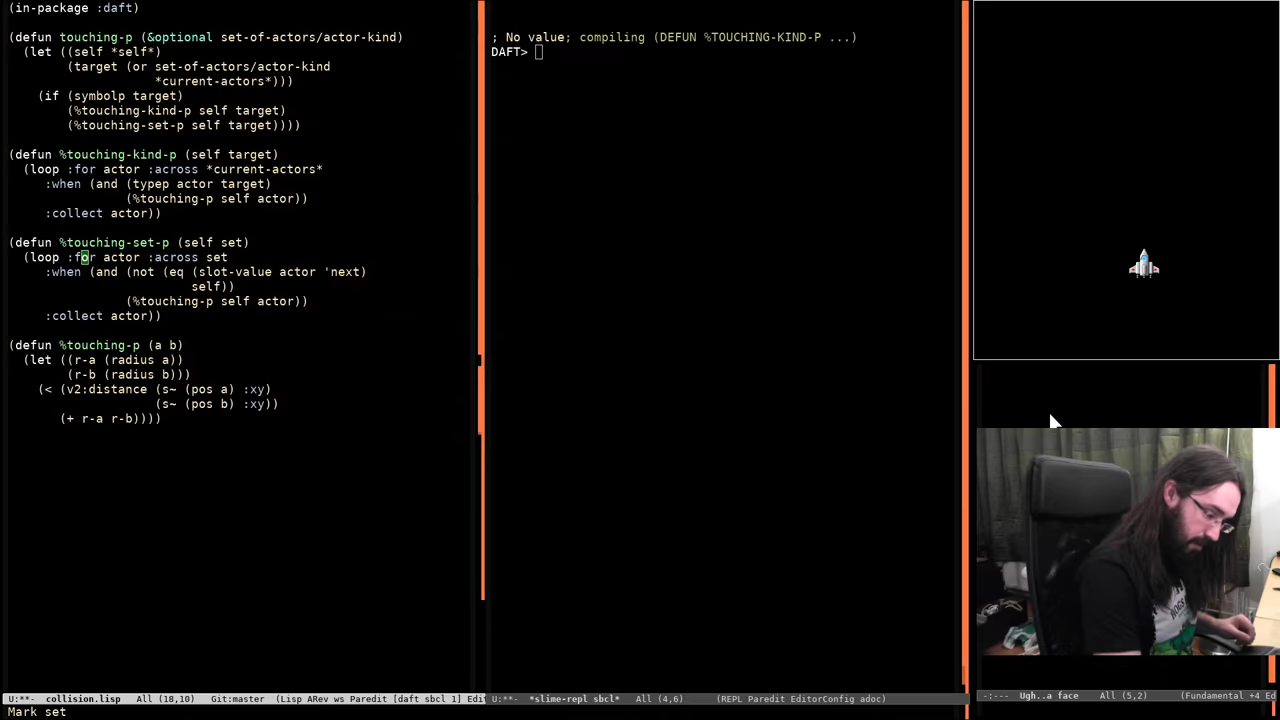 (in-package :daft)
(defun touching-p (&optional set-of-actors/actor-kind)
  (let ((self *self*)
        (target (or set-of-actors/actor-kind
                    *current-actors*)))
    (if (symbolp target)
        (%touching-kind-p self target)
        (%touching-set-p self target))))
(defun %touching-kind-p (self target)
  (loop :for actor :across *current-actors*
     :when (and (typep actor target)
                (%touching-p self actor))
     :collect actor))
(defun %touching-set-p (self set)
  (loop :for actor :across set
     :when (and (not (eq (slot-value actor 'next)
                         self))
                (%touching-p self actor))
     :collect actor))
(defun %touching-p (a b)
  (let ((r-a (radius a))
        (r-b (radius b)))
    (< (v2:distance (s~ (pos a) :xy)
                    (s~ (pos b) :xy))
       (+ r-a r-b))))
U:**-  collision.lisp   All (18,10)   Git:master   (Lisp ARev ws Paredit [daft sbcl 1] Edit
Mark set
; No value; compiling (DEFUN %TOUCHING-KIND-P ...)
DAFT>
U:**-  *slime-repl sbcl*   All (4,6)   (REPL Paredit EditorConfig adoc)
-:---  Ugh..a face   All (5,2)   (Fundamental +4 Ed